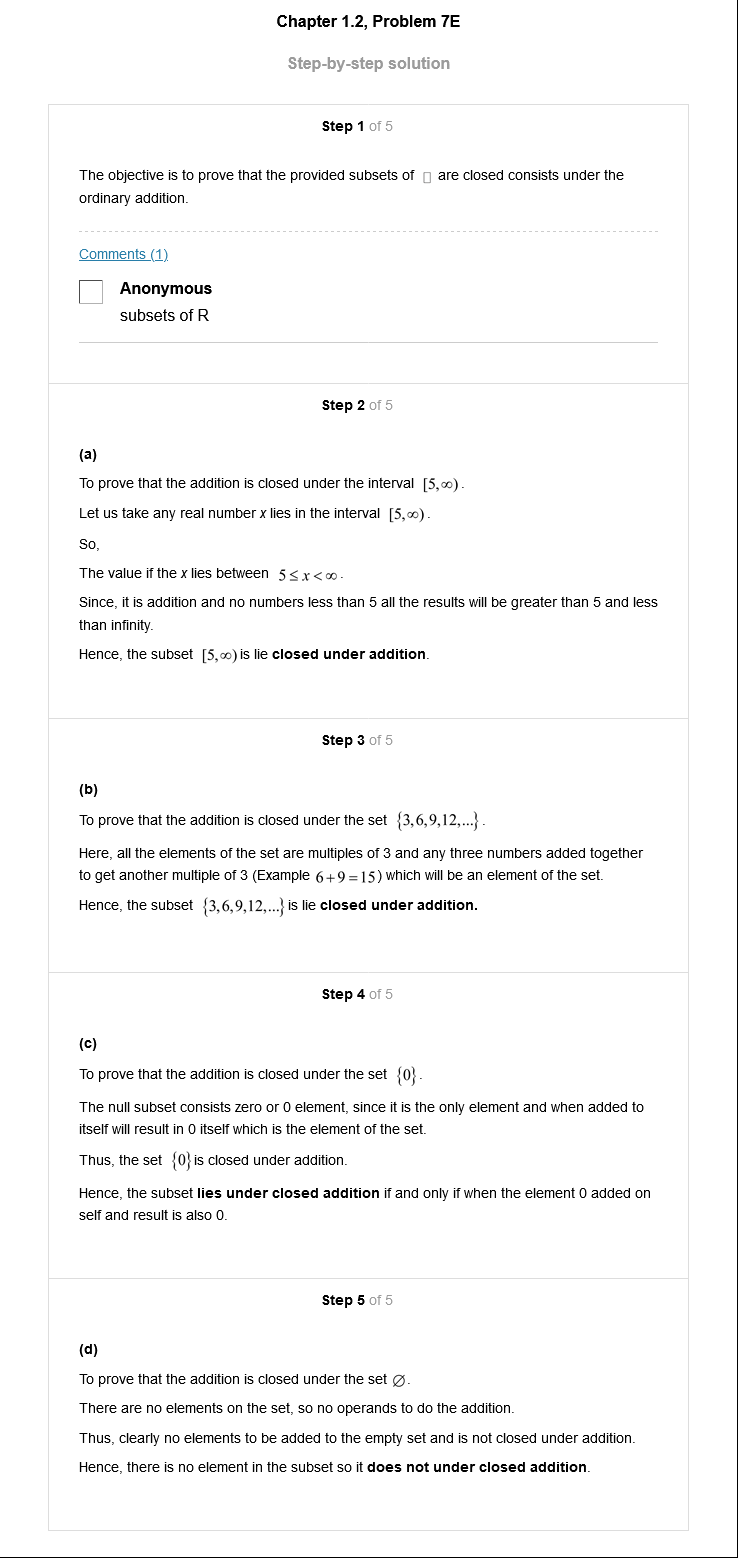 Chapter 1.2, Problem 7E
Step-by-step solution
Step 1 of 5
The objective is to prove that the provided subsets of □ are closed consists under the
ordinary addition.
Comments (1)
Anonymous
subsets of R
Step 2 of 5
(a)
To prove that the addition is closed under the interval [5,∞).
Let us take any real number x lies in the interval [5,∞).
So,
The value if the x lies between 5≤x<∞.
Since, it is addition and no numbers less than 5 all the results will be greater than 5 and less
than infinity.
Hence, the subset [5,∞) is lie closed under addition.
Step 3 of 5
(b)
To prove that the addition is closed under the set {3,6,9,12,...}.
Here, all the elements of the set are multiples of 3 and any three numbers added together
to get another multiple of 3 (Example 6+9=15) which will be an element of the set.
Hence, the subset {3,6,9,12,...} is lie closed under addition.
Step 4 of 5
(c)
To prove that the addition is closed under the set {0}.
The null subset consists zero or 0 element, since it is the only element and when added to
itself will result in 0 itself which is the element of the set.
Thus, the set {0} is closed under addition.
Hence, the subset lies under closed addition if and only if when the element 0 added on
self and result is also 0.
Step 5 of 5
(d)
To prove that the addition is closed under the set ∅.
There are no elements on the set, so no operands to do the addition.
Thus, clearly no elements to be added to the empty set and is not closed under addition.
Hence, there is no element in the subset so it does not under closed addition.